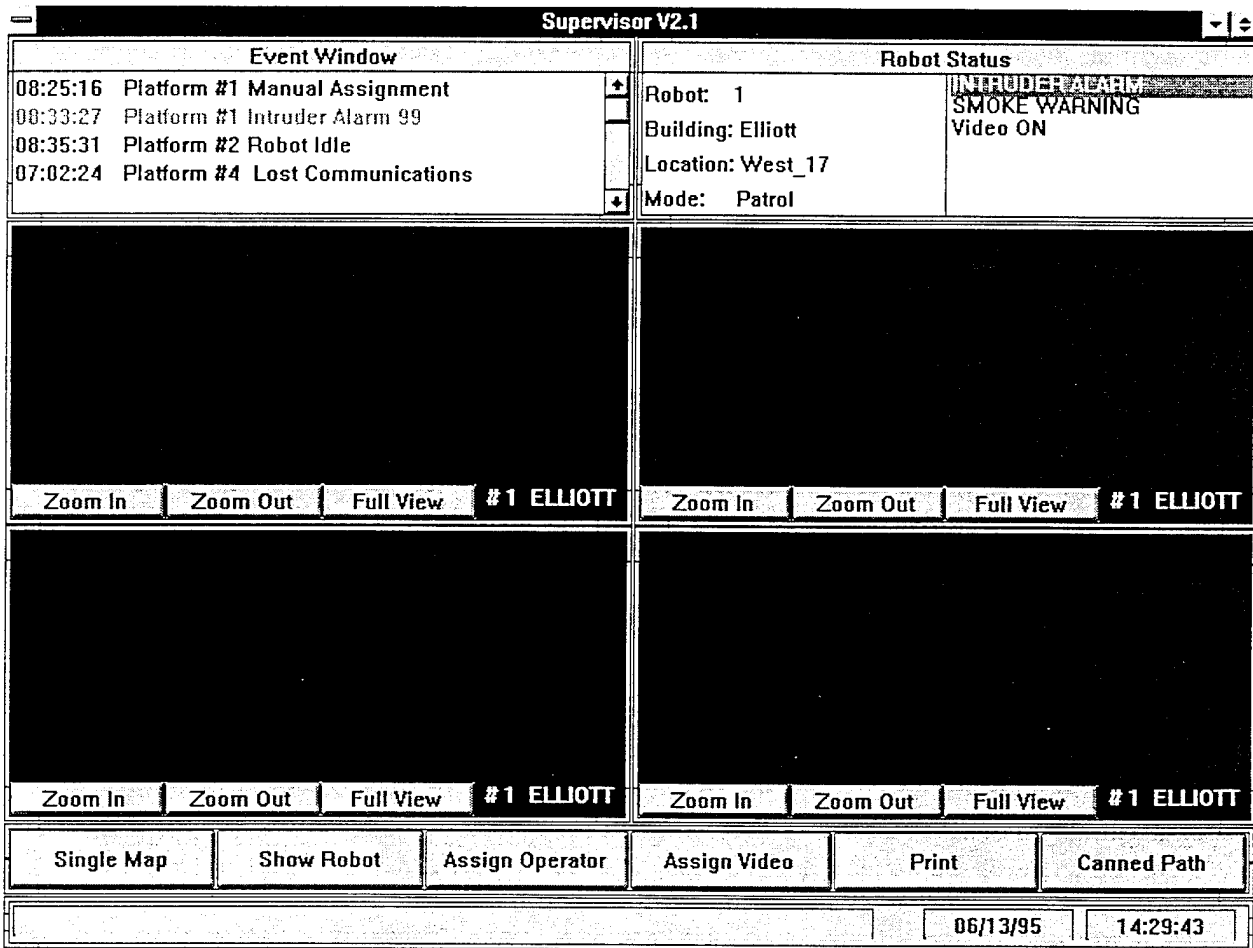 Supervisor V2.1
Event Window
08:25:16 Platform #1 Manual Assignment
08:33:27 Platform #1 Intruder Alarm 99
08:35:31 Platform #2 Robot Idle
07:02:24 Platform #4 Lost Communications
Robot Status
Robot: 1
Building: Elliott
Location: West_17
Mode: Patrol
INTRUDER ALARM
SMOKE WARNING
Video ON
Zoom In Zoom Out Full View #1 ELLIOTT
Zoom In Zoom Out Full View #1 ELLIOTT
Zoom In Zoom Out Full View #1 ELLIOTT
Zoom In Zoom Out Full View #1 ELLIOTT
Single Map Show Robot Assign Operator Assign Video Print Canned Path
06/13/95 14:29:43